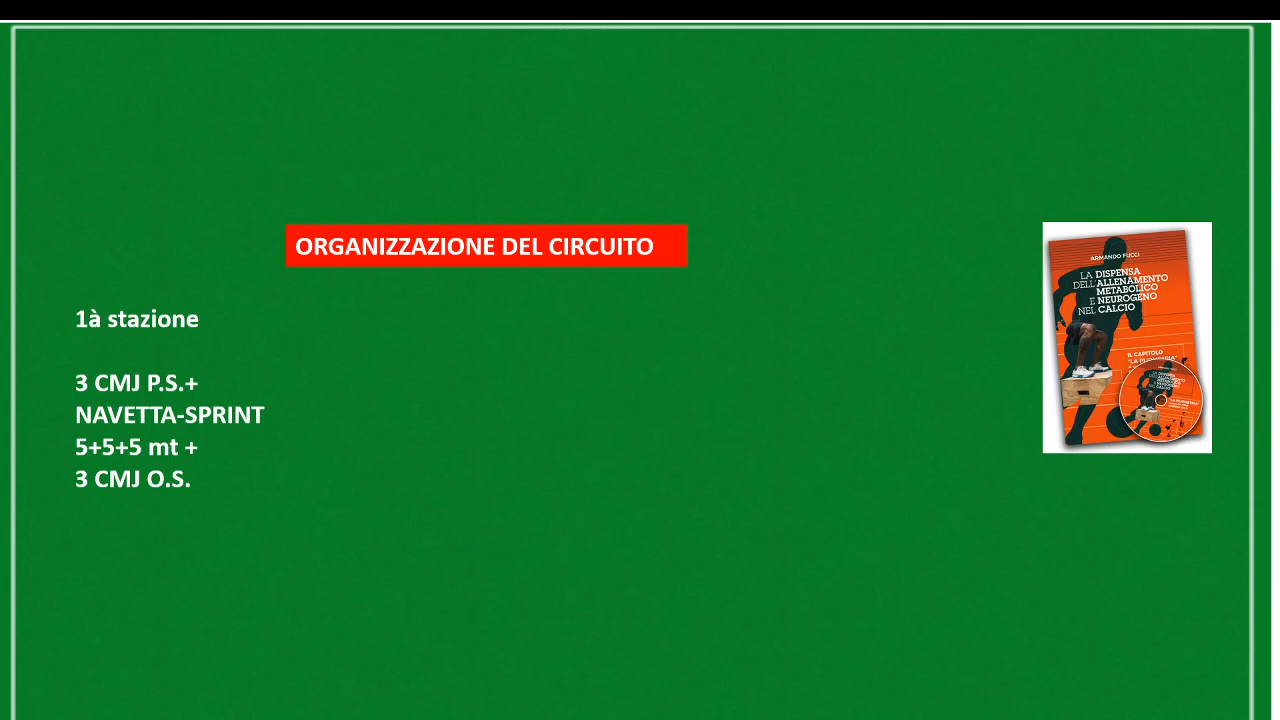 ORGANIZZAZIONE DEL CIRCUITO
1à stazione
3 CMJ P.S.+
NAVETTA-SPRINT
5+5+5 mt +
3 CMJ O.S.
ARMANDO FUCCI
LA DISPENSA
DELL'ALLENAMENTO
METABOLICO
E NEUROGENO
NEL CALCIO
IL CAPITOLO